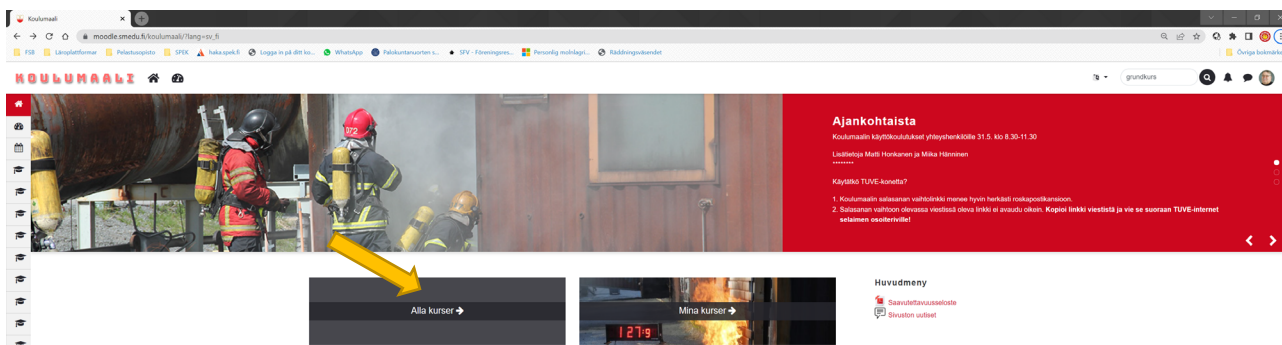 Koulumaali
moodle.smedu.fi/koulumaali/?lang=sv_fi
FSB Läroplattformar Pelastusopisto SPEK haka.spek.fi Logga in på ditt ko... WhatsApp Palokuntanuorten s... SFV - Föreningsres... Personlig molnlagri... Räddningsväsendet Övriga bokmärke
KOULUMAALI
grundkurs
072
Ajankohtaista
Koulumaalin käyttökoulutukset yhteyshenkilöille 31.5. klo 8.30-11.30
Lisätietoja Matti Honkanen ja Miika Hänninen
********
Käytätkö TUVE-konetta?
1. Koulumaalin salasanan vaihtolinkki menee hyvin herkästi roskapostikansioon.
2. Salasanan vaihtoon olevassa viestissä oleva linkki ei avaudu oikein. Kopioi linkki viestistä ja vie se suoraan TUVE-internet
selaimen osoiteriville!
Alla kurser
Mina kurser
127:9
Huvudmeny
Saavutettavuusseloste
Sivuston uutiset